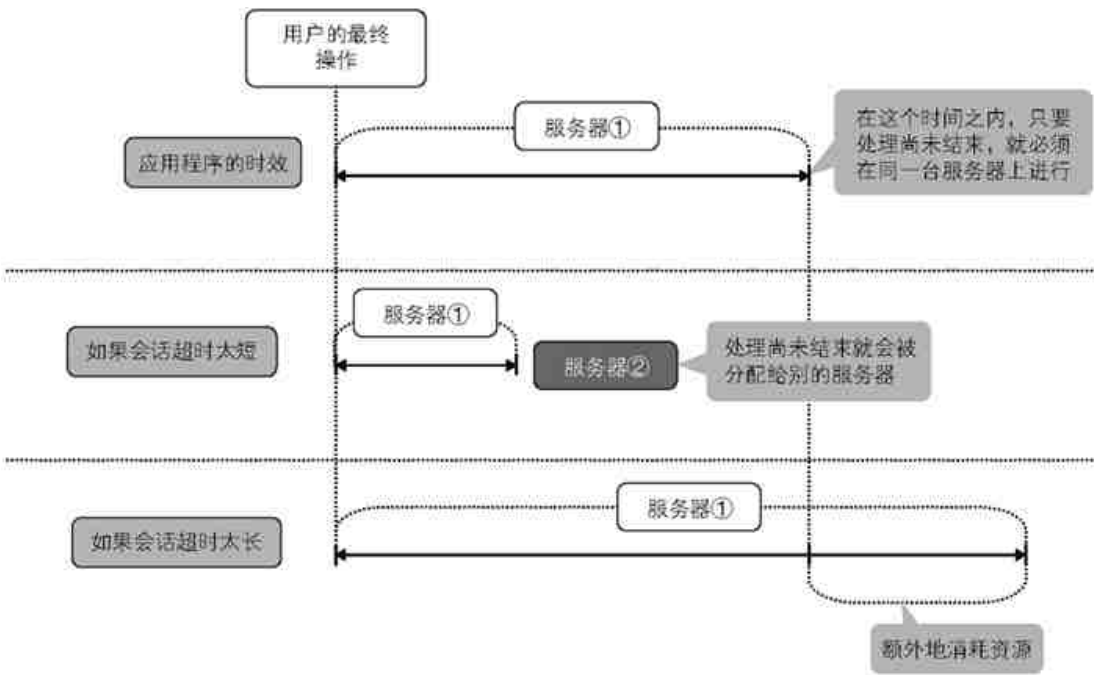 用户的最终
操作
服务器①
在这个时间之内，只要
处理尚未结束，就必须
在同一台服务器上进行
应用程序的时效
服务器①
如果会话超时太短
服务器②
处理尚未结束就会被
分配给别的服务器
服务器①
如果会话超时太长
额外地消耗资源